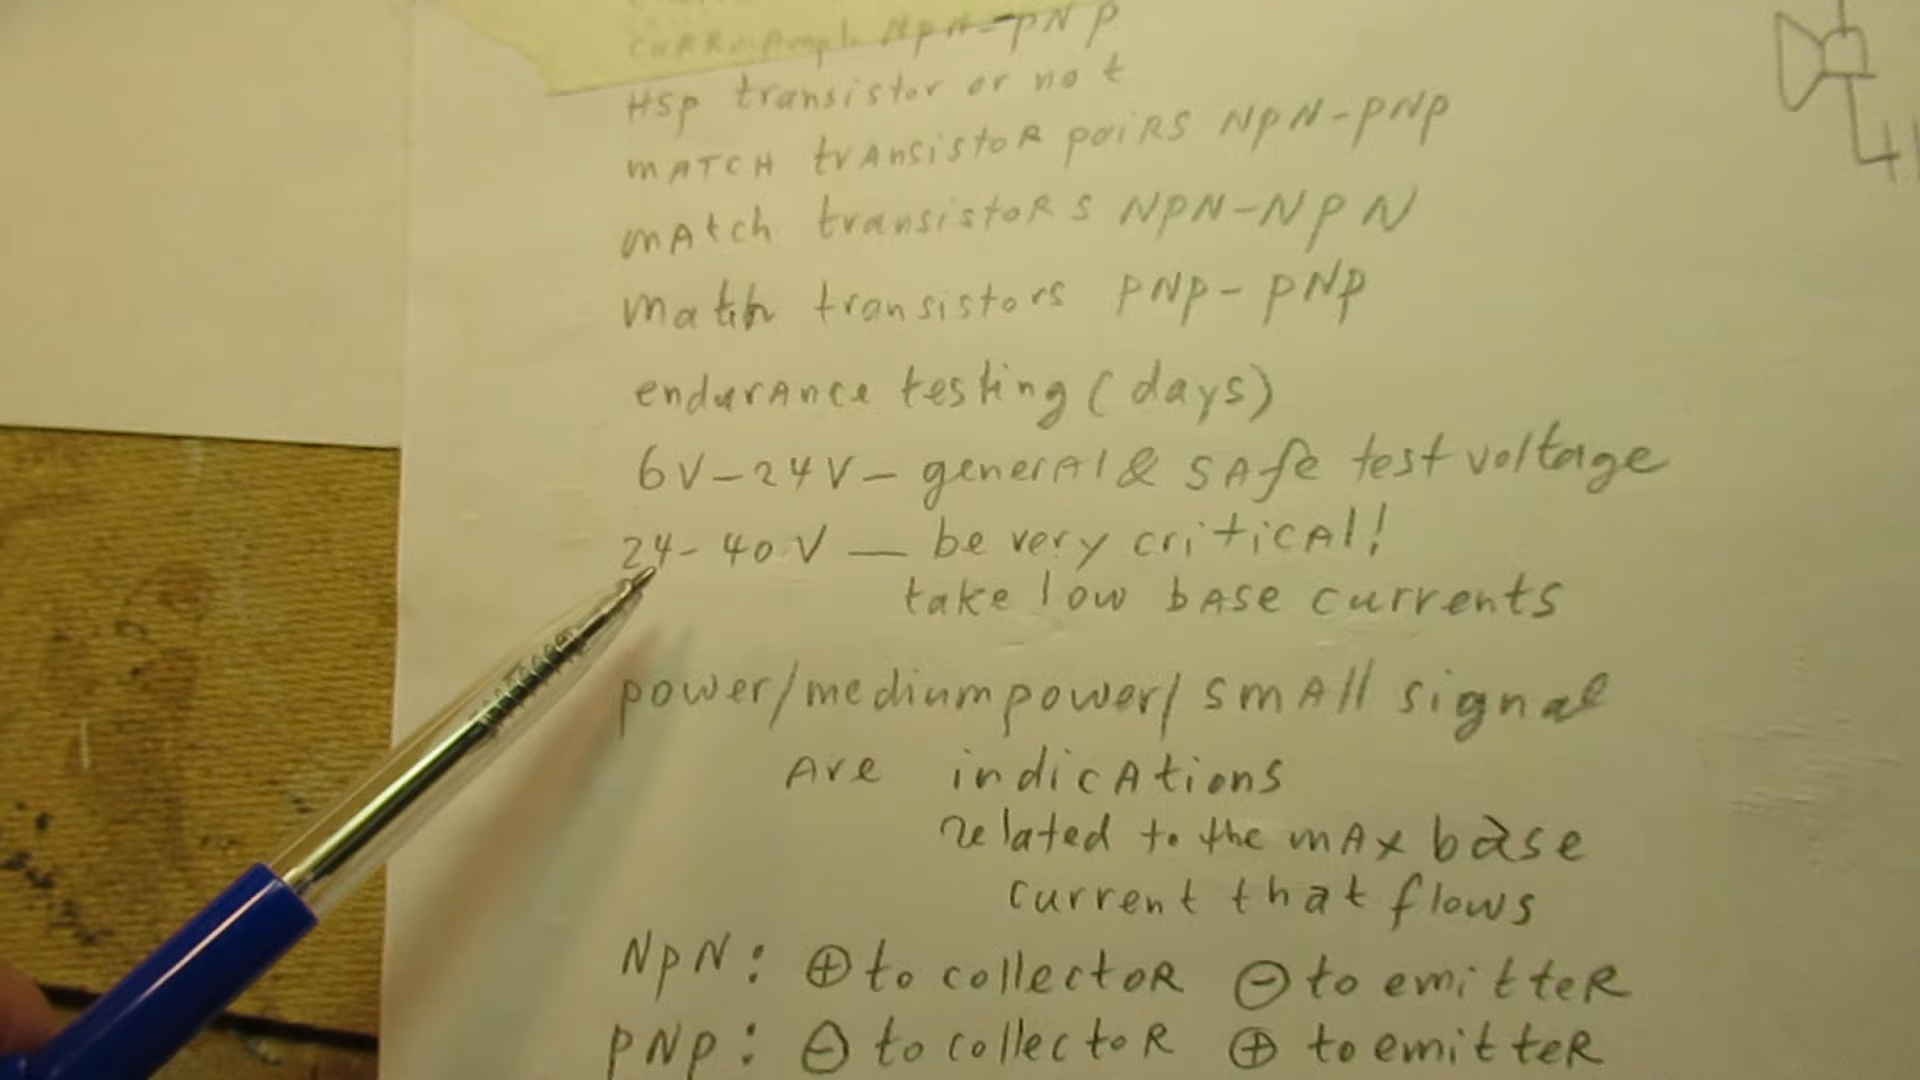 NPN-PNP
HSP transistor or not
MATCH trAnsistoR paiRS NPN-PNP
mAtch transistoRs NPN-NPN
Match transistors PNP-PNP
endurAnce testing (days)
6V-24V- generAl & SAfe test voltage
24-40V — be very criticAl!
take low bAse currents
power/mediumpower/ smAll signal
Are indicAtions
related to the mAx base
current that flows
NPN: ⊕ to collectoR ⊖ to emitteR
PNP: ⊖ to collectoR ⊕ to emitteR